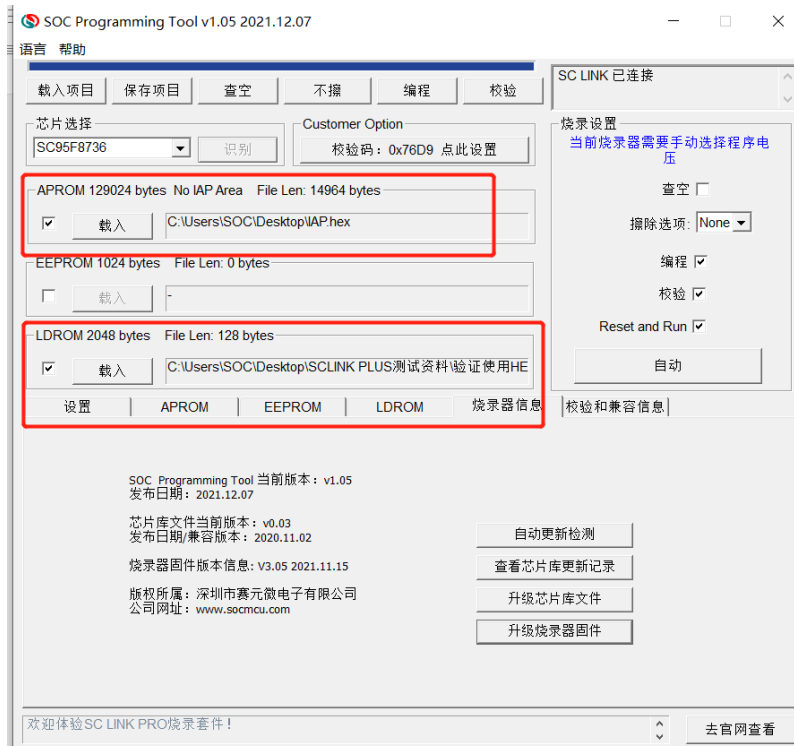 SOC Programming Tool v1.05 2021.12.07
语言 帮助
载入项目 保存项目 查空 不擦 编程 校验
SC LINK 已连接
芯片选择
SC95F8736 识别
Customer Option
校验码：0x76D9 点此设置
烧录设置
当前烧录器需要手动选择程序电
压
查空
擦除选项: None
编程
校验
Reset and Run
自动
APROM 129024 bytes No IAP Area File Len: 14964 bytes
载入 C:\Users\SOC\Desktop\IAP.hex
EEPROM 1024 bytes File Len: 0 bytes
载入 -
LDROM 2048 bytes File Len: 128 bytes
载入 C:\Users\SOC\Desktop\SCLINK PLUS测试资料\验证使用HE
设置 APROM EEPROM LDROM 烧录器信息 校验和兼容信息
SOC Programming Tool 当前版本：v1.05
发布日期：2021.12.07
芯片库文件当前版本：v0.03
发布日期/兼容版本：2020.11.02
烧录器固件版本信息: V3.05 2021.11.15
版权所属：深圳市赛元微电子有限公司
公司网址：www.socmcu.com
自动更新检测
查看芯片库更新记录
升级芯片库文件
升级烧录器固件
欢迎体验SC LINK PRO烧录套件！
去官网查看